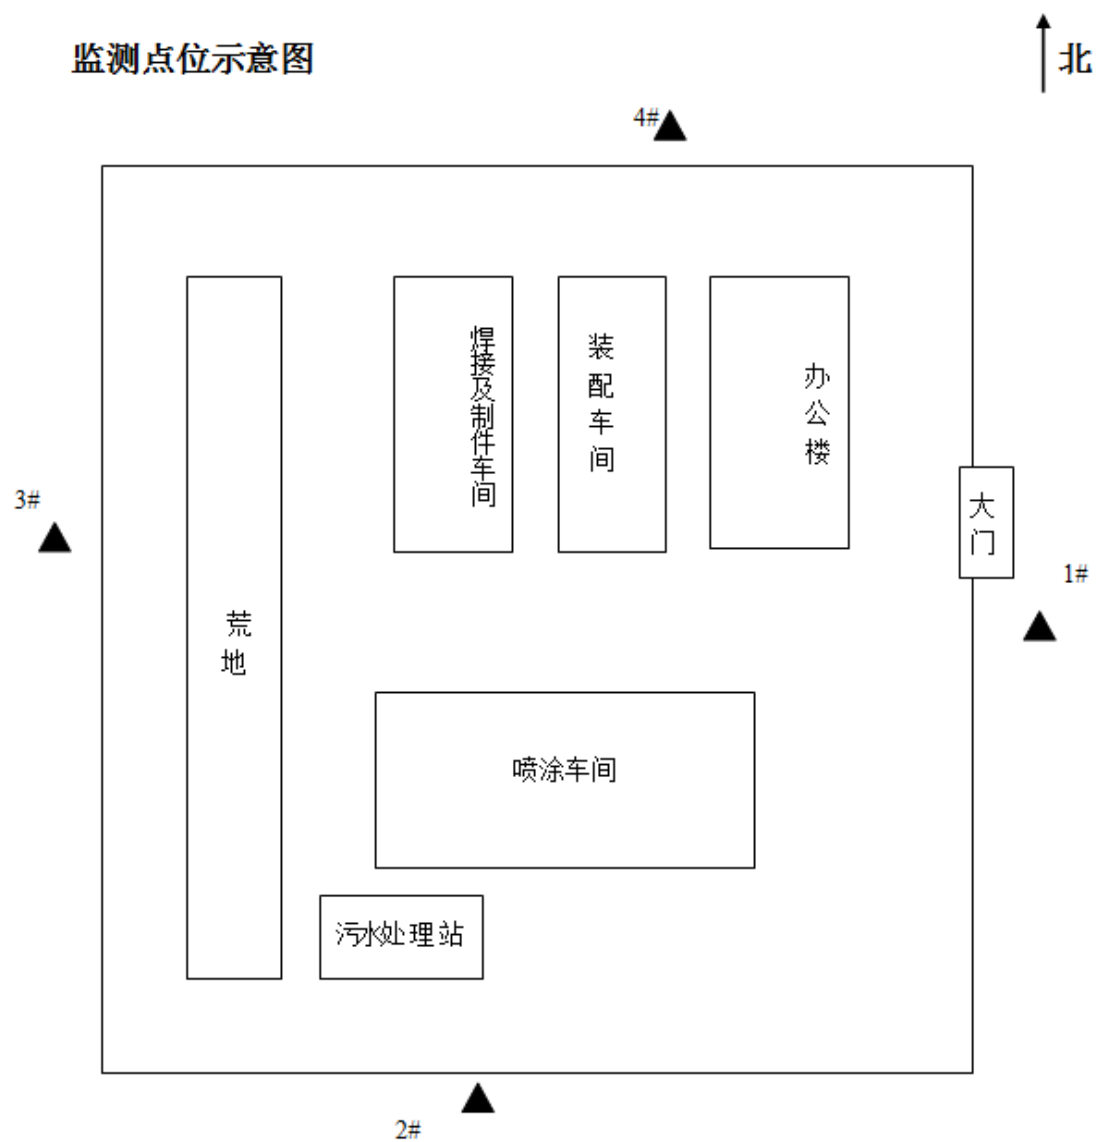 监测点位示意图
北
4#
焊接及制件车间
装配车间
办公楼
大门
3#
1#
荒地
喷涂车间
污水处理站
2#